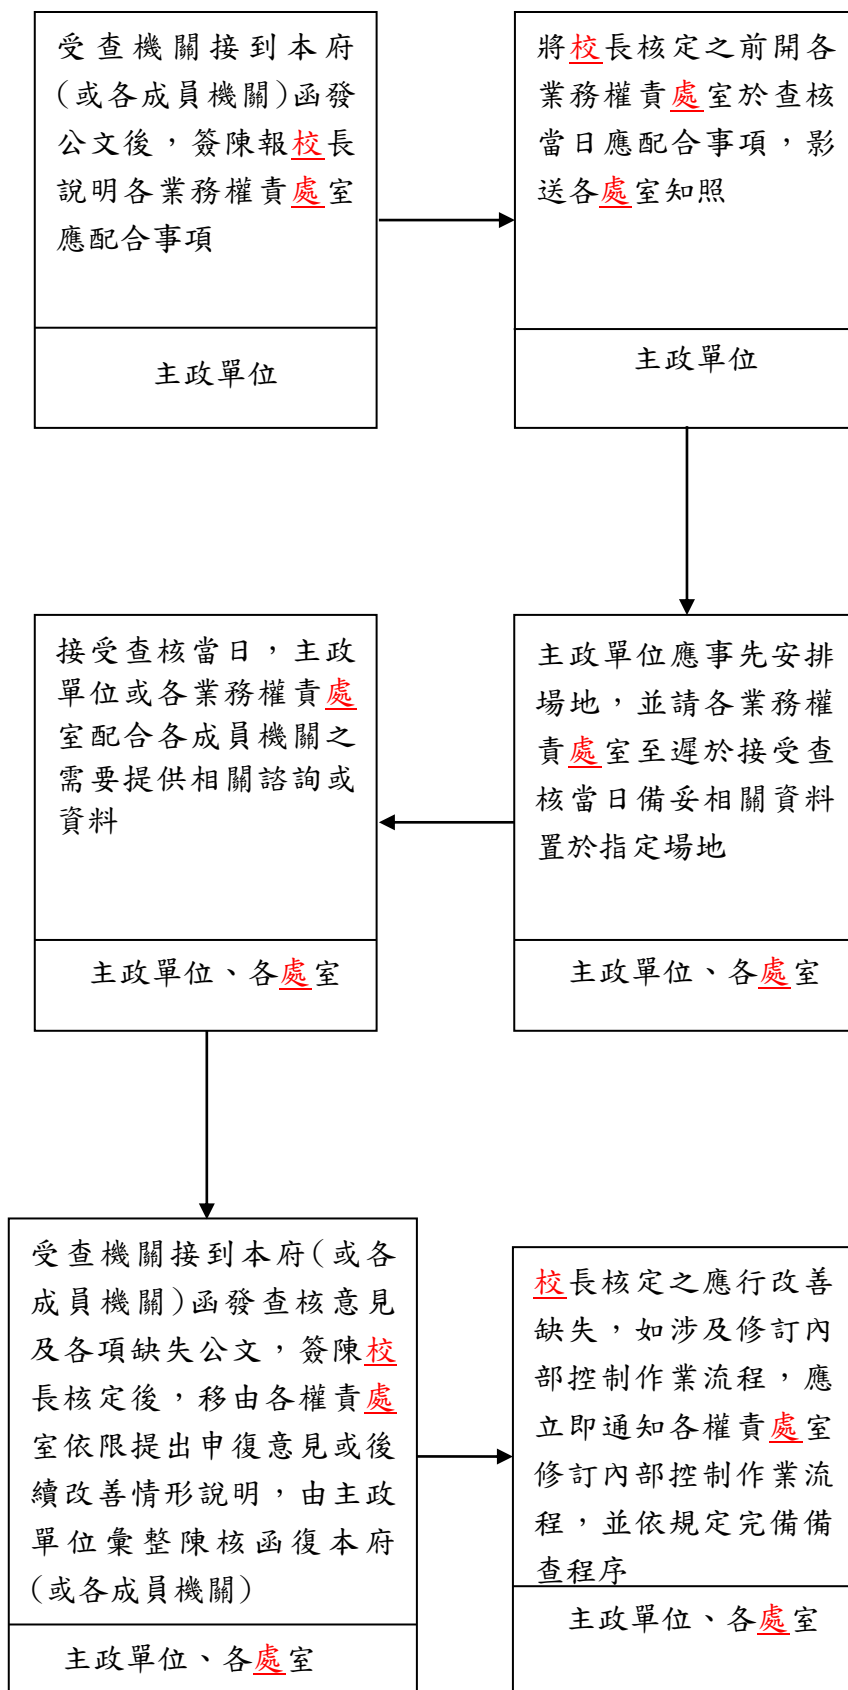 受查機關接到本府
(或各成員機關)函發
公文後，簽陳報校長
說明各業務權責處室
應配合事項
主政單位
將校長核定之前開各
業務權責處室於查核
當日應配合事項，影
送各處室知照
主政單位
主政單位應事先安排
場地，並請各業務權
責處室至遲於接受查
核當日備妥相關資料
置於指定場地
主政單位、各處室
接受查核當日，主政
單位或各業務權責處
室配合各成員機關之
需要提供相關諮詢或
資料
主政單位、各處室
受查機關接到本府(或各
成員機關)函發查核意見
及各項缺失公文，簽陳校
長核定後，移由各權責處
室依限提出申復意見或後
續改善情形說明，由主政
單位彙整陳核函復本府
(或各成員機關)
主政單位、各處室
校長核定之應行改善
缺失，如涉及修訂內
部控制作業流程，應
立即通知各權責處室
修訂內部控制作業流
程，並依規定完備備
查程序
主政單位、各處室